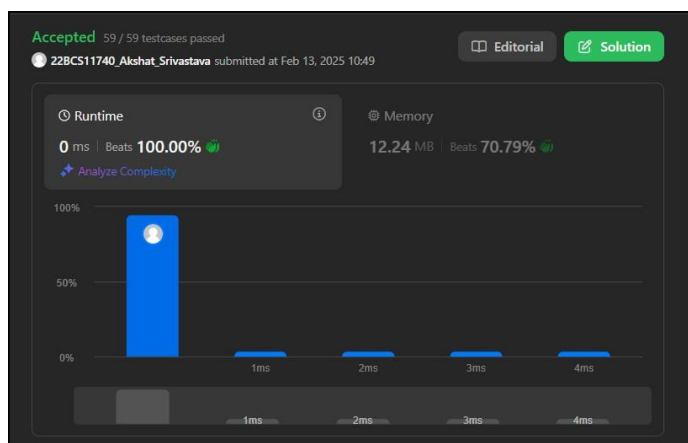 Accepted 59 / 59 testcases passed
22BCS11740_Akshat_Srivastava submitted at Feb 13, 2025 10:49
Editorial
Solution
Runtime
0 ms | Beats 100.00%
Analyze Complexity
Memory
12.24 MB | Beats 70.79%
100%
50%
0%
1ms 2ms 3ms 4ms
1ms 2ms 3ms 4ms